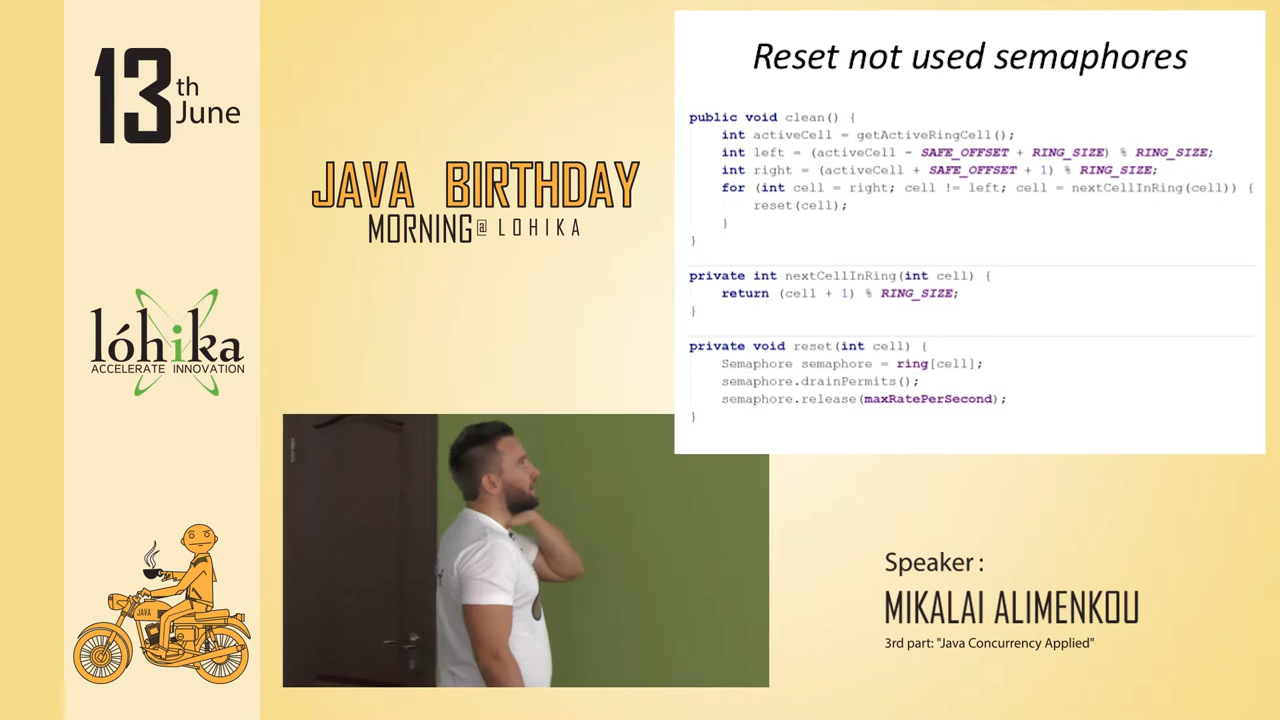 13
th
June
JAVA BIRTHDAY
MORNING @ LOHIKA
lóhika
ACCELERATE INNOVATION
JAVA
Reset not used semaphores
public void clean() {
int activeCell = getActiveRingCell();
int left = (activeCell - SAFE_OFFSET + RING_SIZE) % RING_SIZE;
int right = (activeCell + SAFE_OFFSET + 1) % RING_SIZE;
for (int cell = right; cell != left; cell = nextCellInRing(cell)) {
reset(cell);
}
}
private int nextCellInRing(int cell) {
return (cell + 1) % RING_SIZE;
}
private void reset(int cell) {
Semaphore semaphore = ring[cell];
semaphore.drainPermits();
semaphore.release(maxRatePerSecond);
}
Speaker :
MIKALAI ALIMENKOU
3rd part: "Java Concurrency Applied"